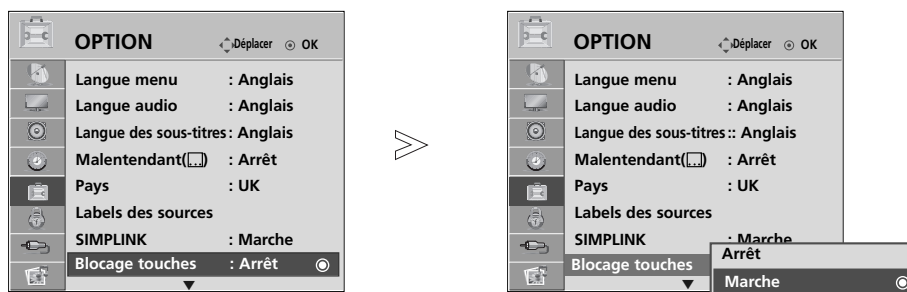 OPTION Déplacer OK
Langue menu : Anglais
Langue audio : Anglais
Langue des sous-titres : Anglais
Malentendant( ) : Arrêt
Pays : UK
Labels des sources
SIMPLINK : Marche
Blocage touches : Arrêt
OPTION Déplacer OK
Langue menu : Anglais
Langue audio : Anglais
Langue des sous-titres :: Anglais
Malentendant( ) : Arrêt
Pays : UK
Labels des sources
SIMPLINK : Marche
Blocage touches
Arrêt
Marche